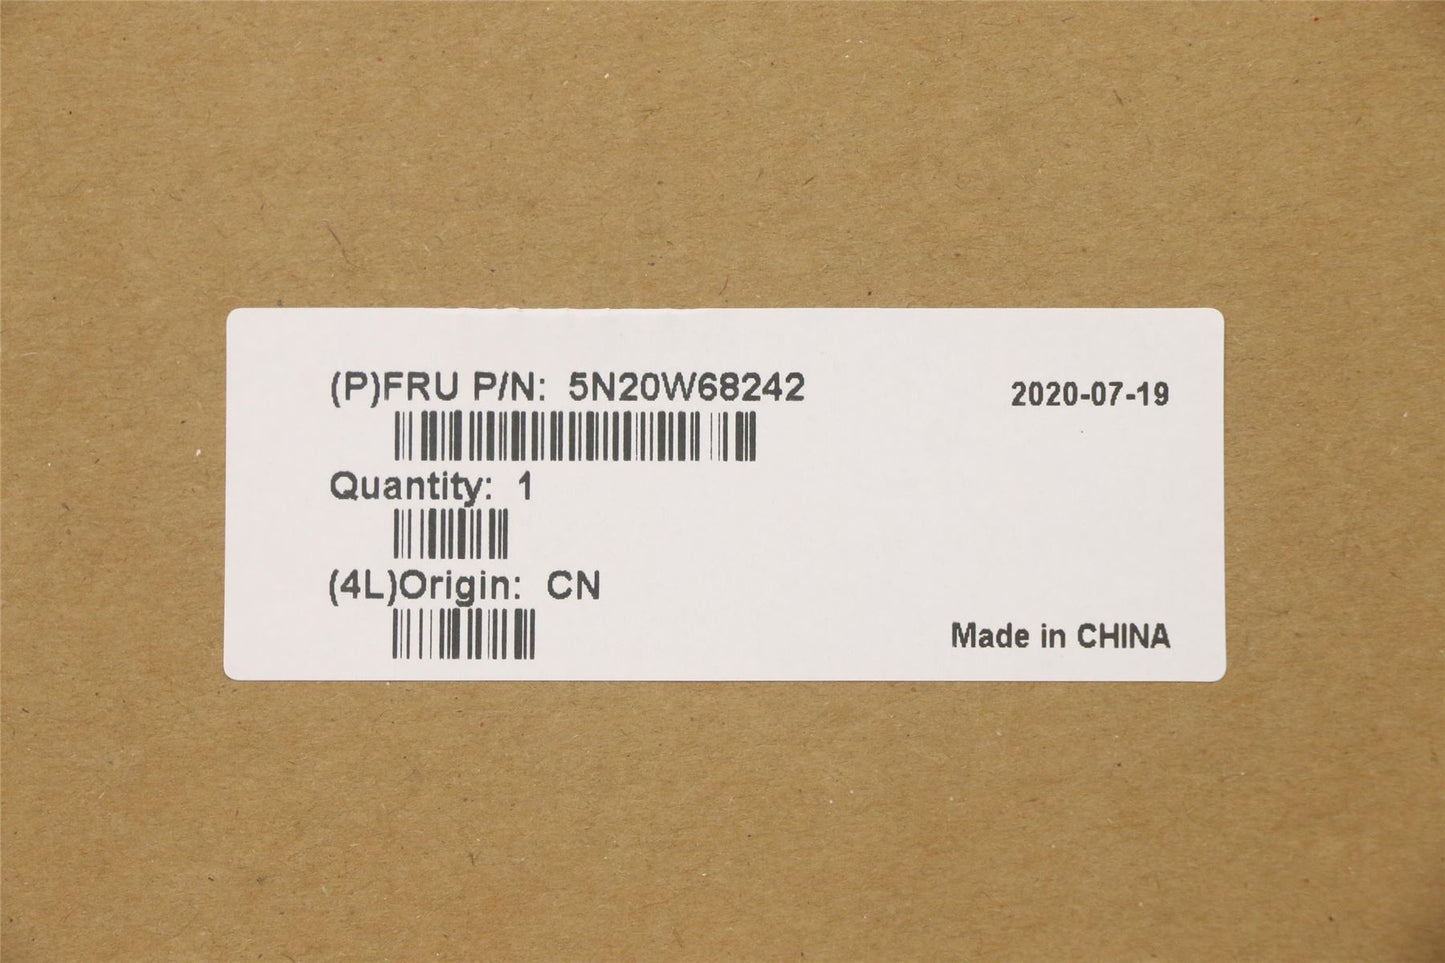 (P)FRU P/N: 5N20W68242
2020-07-19
Quantity: 1
(4L)Origin: CN
Made in CHINA